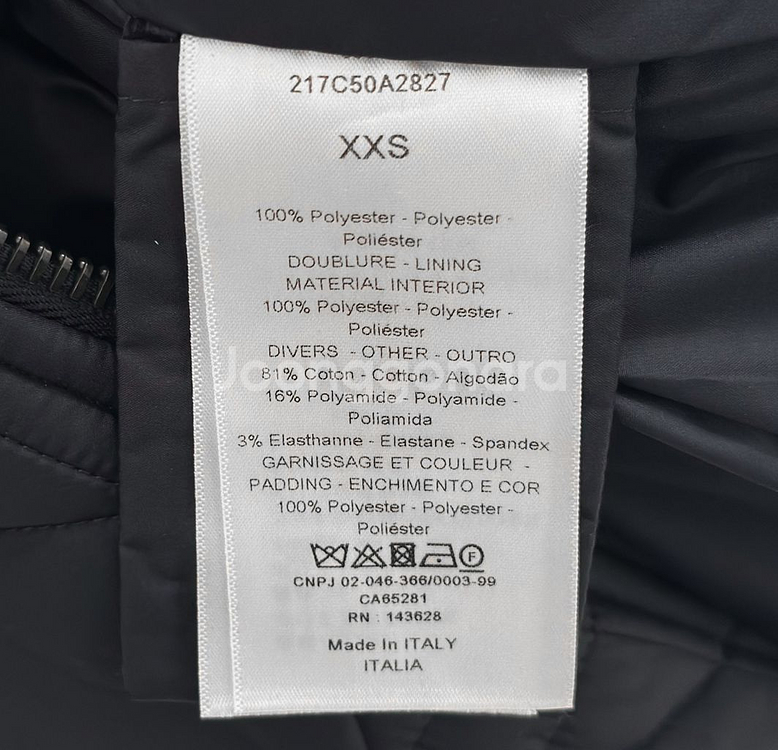 217C50A2827
XXS
100% Polyester - Polyester -
Poliéster
DOUBLURE - LINING
MATERIAL INTERIOR
100% Polyester - Polyester -
Poliéster
DIVERS - OTHER - OUTRO
81% Coton - Cotton - Algodão
16% Polyamide - Polyamide -
Poliamida
3% Elasthanne - Elastane - Spandex
GARNISSAGE ET COULEUR -
PADDING - ENCHIMENTO E COR
100% Polyester - Polyester -
Poliéster
F
CNPJ 02-046-366/0003-99
CA65281
RN : 143628
Made In ITALY
ITALIA